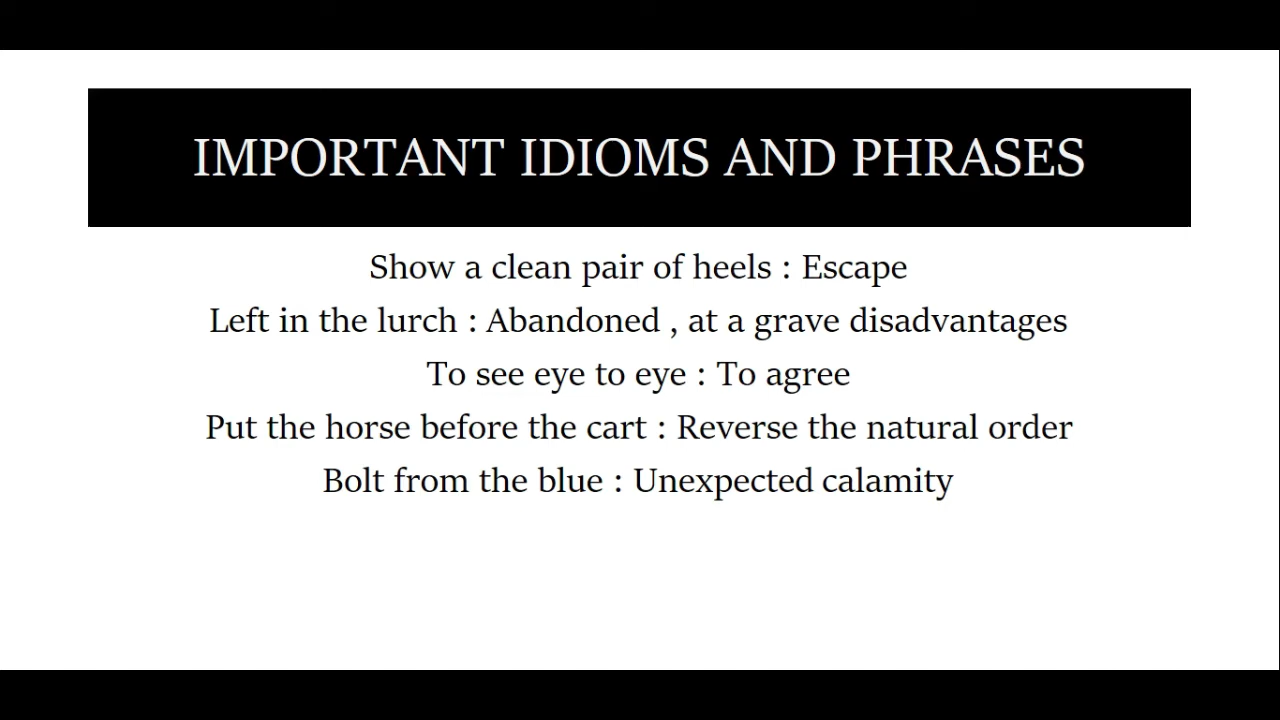 IMPORTANT IDIOMS AND PHRASES
Show a clean pair of heels : Escape
Left in the lurch : Abandoned , at a grave disadvantages
To see eye to eye : To agree
Put the horse before the cart : Reverse the natural order
Bolt from the blue : Unexpected calamity